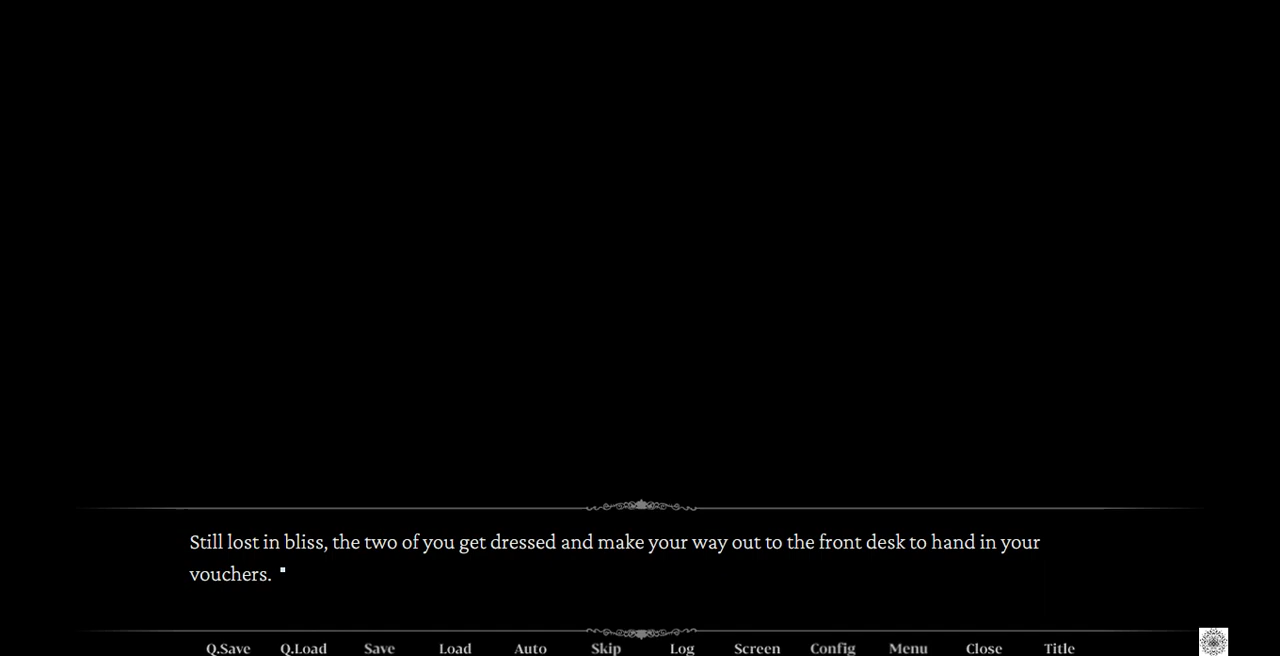 Still lost in bliss, the two of you get dressed and make your way out to the front desk to hand in your
vouchers.
Q.Save Q.Load Save Load Auto Skip Log Screen Config Menu Close Title